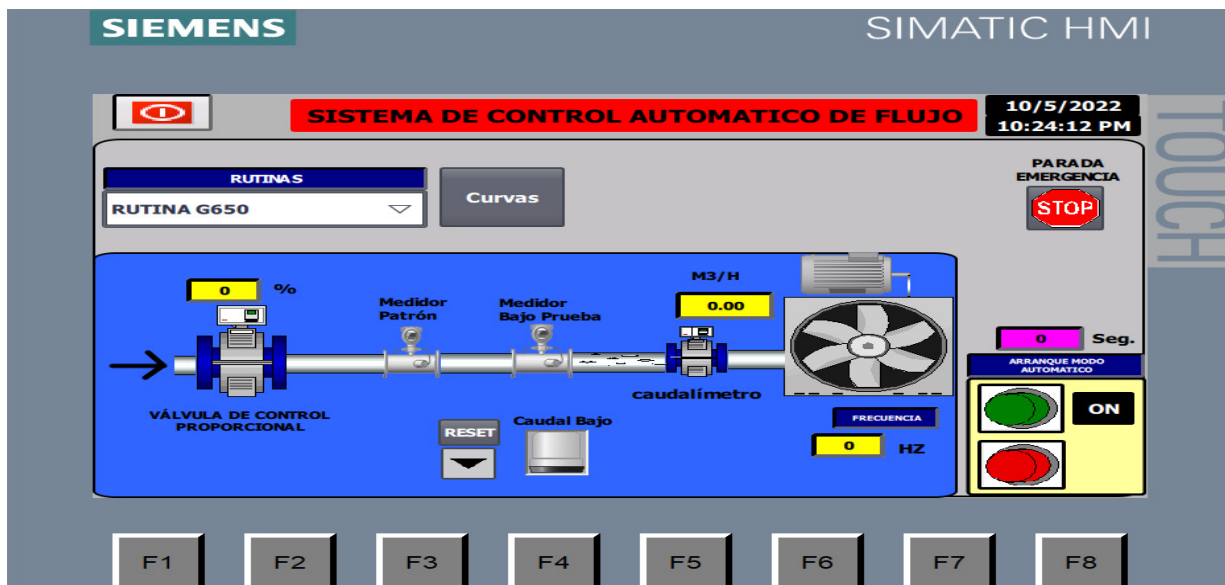 SIEMENS
SIMATIC HMI
TOUCH
SISTEMA DE CONTROL AUTOMATICO DE FLUJO
10/5/2022
10:24:12 PM
RUTINAS
RUTINA G650
Curvas
PARADA
EMERGENCIA
STOP
0 %
M3/H
0.00
Medidor
Patrón
Medidor
Bajo Prueba
caudalímetro
VÁLVULA DE CONTROL
PROPORCIONAL
RESET
Caudal Bajo
FRECUENCIA
0 HZ
0 Seg.
ARRANQUE MODO
AUTOMATICO
ON
F1 F2 F3 F4 F5 F6 F7 F8